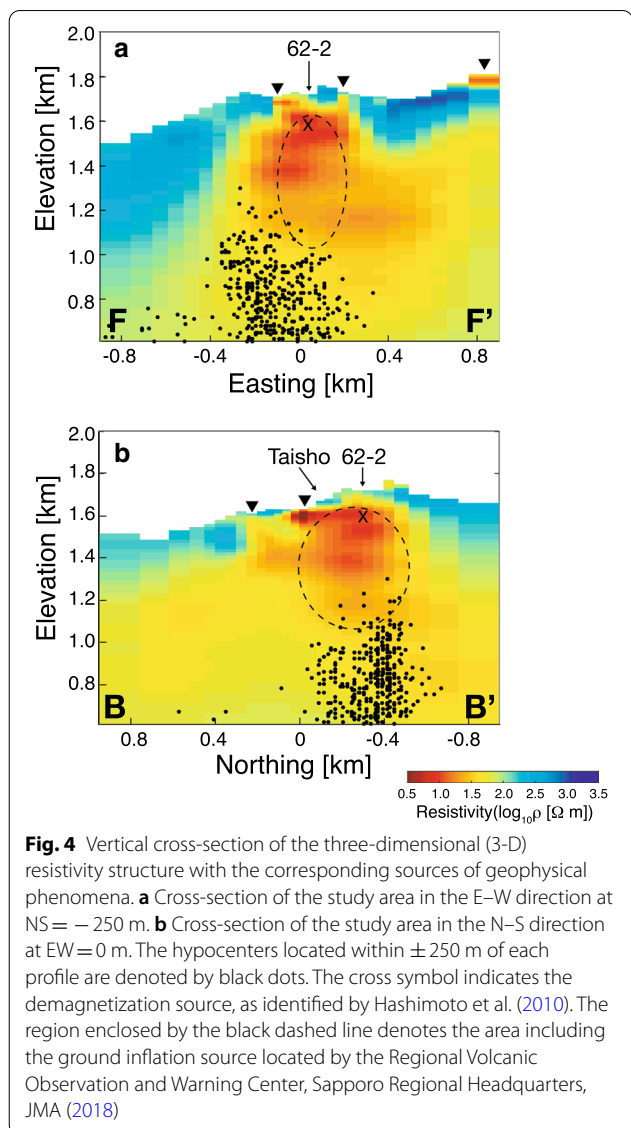 a
62-2
2.0
1.8
1.6
1.4
1.2
1.0
0.8
Elevation [km]
X
F
F’
-0.8 -0.4 0 0.4 0.8
Easting [km]
b
Taisho 62-2
2.0
1.8
1.6
1.4
1.2
1.0
0.8
Elevation [km]
X
B
B’
0.8 0.4 0 -0.4 -0.8
Northing [km]
0.5 1.0 1.5 2.0 2.5 3.0 3.5
Resistivity(log10ρ [Ω m])
Fig. 4 Vertical cross-section of the three-dimensional (3-D)
resistivity structure with the corresponding sources of geophysical
phenomena. a Cross-section of the study area in the E–W direction at
NS = − 250 m. b Cross-section of the study area in the N–S direction
at EW = 0 m. The hypocenters located within ± 250 m of each
profile are denoted by black dots. The cross symbol indicates the
demagnetization source, as identified by Hashimoto et al. (2010). The
region enclosed by the black dashed line denotes the area including
the ground inflation source located by the Regional Volcanic
Observation and Warning Center, Sapporo Regional Headquarters,
JMA (2018)